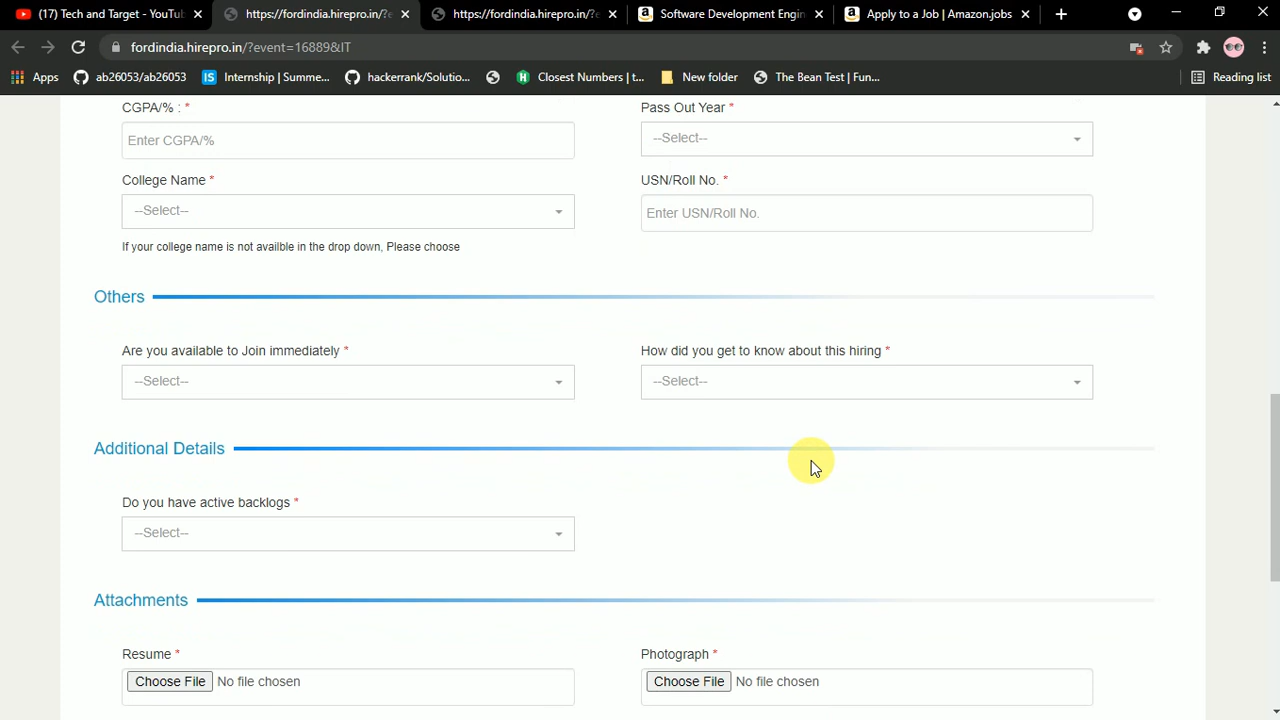 (17) Tech and Target - YouTu
https://fordindia.hirepro.in/?e
https://fordindia.hirepro.in/?
Software Development Engin
Apply to a Job | Amazon.jobs
fordindia.hirepro.in/?event=16889&IT
Apps
ab26053/ab26053
IS
Internship | Summe...
hackerrank/Solutio...
Closest Numbers | t...
New folder
The Bean Test | Fun...
Reading list
CGPA/% : *
Pass Out Year *
Enter CGPA/%
--Select--
College Name *
USN/Roll No. *
--Select--
Enter USN/Roll No.
If your college name is not availble in the drop down, Please choose
Others
Are you available to Join immediately *
How did you get to know about this hiring *
--Select--
--Select--
Additional Details
Do you have active backlogs *
--Select--
Attachments
Resume *
Photograph *
Choose File No file chosen
Choose File No file chosen